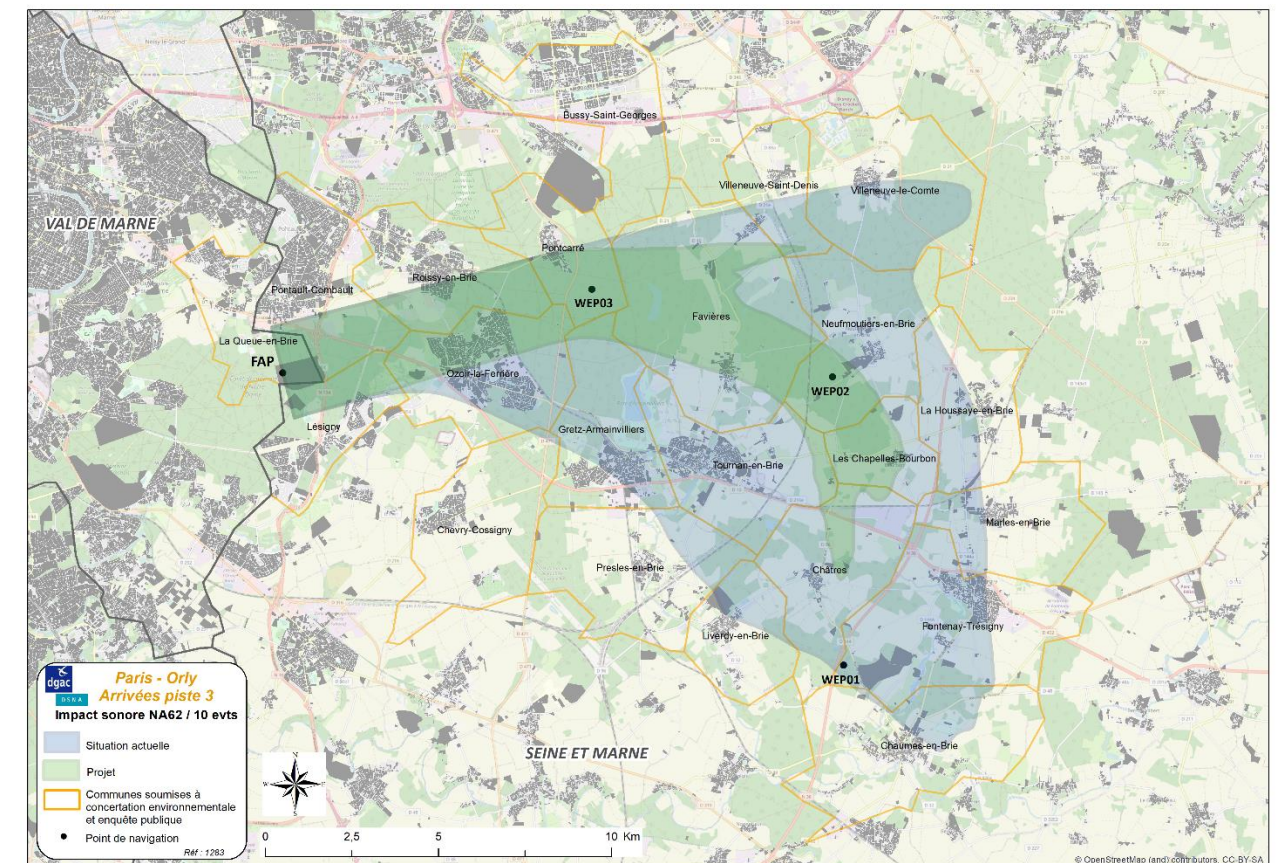 Bussy-Saint-Georges
Villeneuve-Saint-Denis
Villeneuve-le-Comte
VAL DE MARNE
Pontcarré
Roissy-en-Brie
Pontault-Combault
WEP03
Favières
Neufmoutiers-en-Brie
La Queue-en-Brie
FAP
Ozoir-la-Ferrière
WEP02
La Houssaye-en-Brie
Lésigny
Gretz-Armainvilliers
Tournan-en-Brie
Les Chapelles-Bourbon
Chevry-Cossigny
Marles-en-Brie
Presles-en-Brie
Châtres
Liverdy-en-Brie
Fontenay-Trésigny
WEP01
Chaumes-en-Brie
SEINE ET MARNE
dgac
DSNA
Paris - Orly
Arrivées piste 3
Impact sonore NA62 / 10 evts
Situation actuelle
Projet
Communes soumises à
concertation environnementale
et enquête publique
Point de navigation
Réf : 1283
N
W
E
S
0 2,5 5 10 Km
© OpenStreetMap (and) contributors, CC-BY-SA